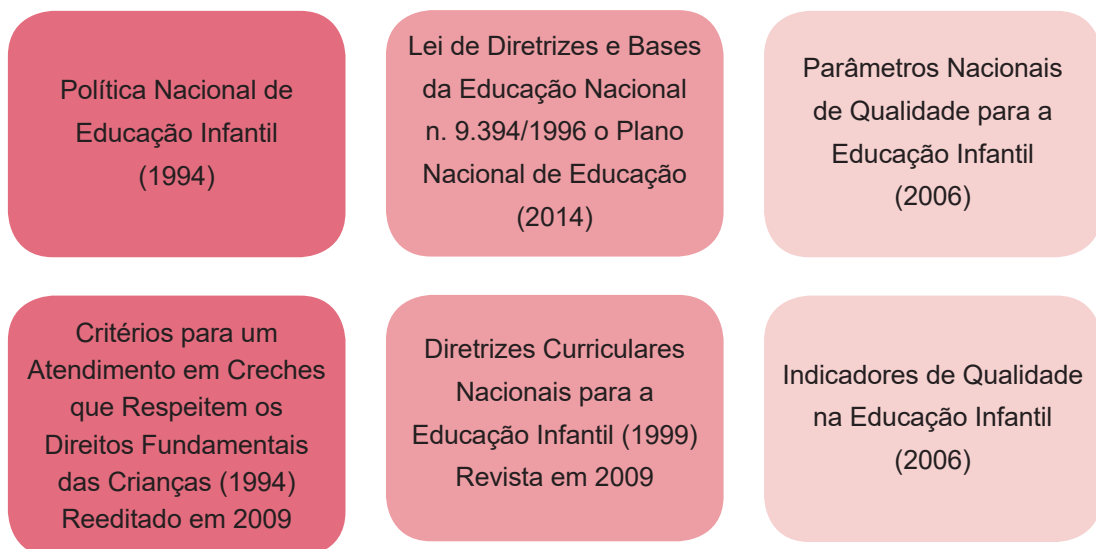 Política Nacional de
Educação Infantil
(1994)
Lei de Diretrizes e Bases
da Educação Nacional
n. 9.394/1996 o Plano
Nacional de Educação
(2014)
Parâmetros Nacionais
de Qualidade para a
Educação Infantil
(2006)
Critérios para um
Atendimento em Creches
que Respeitem os
Direitos Fundamentais
das Crianças (1994)
Reeditado em 2009
Diretrizes Curriculares
Nacionais para a
Educação Infantil (1999)
Revista em 2009
Indicadores de Qualidade
na Educação Infantil
(2006)